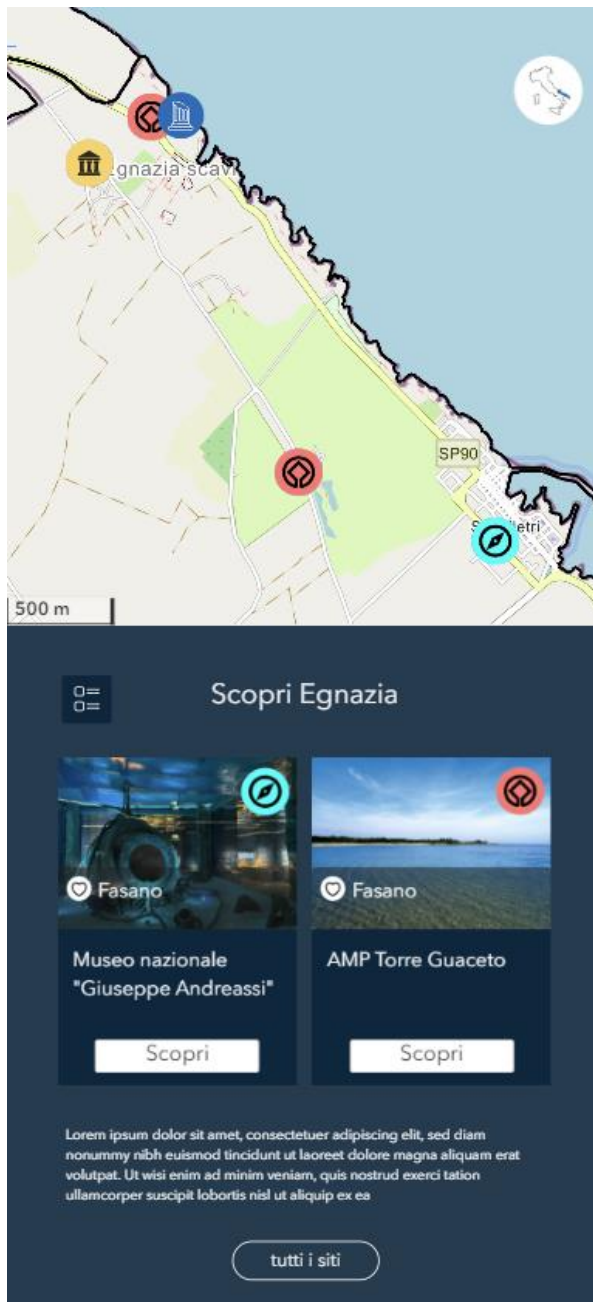 Egnazia scavi
SP90
500 m
Scopri Egnazia
Fasano
Fasano
Museo nazionale
"Giuseppe Andreassi"
AMP Torre Guaceto
Scopri
Scopri
Lorem ipsum dolor sit amet, consectetuer adipiscing elit, sed diam
nonummy nibh euismod tincidunt ut laoreet dolore magna aliquam erat
volutpat. Ut wisi enim ad minim veniam, quis nostrud exerci tation
ullamcorper suscipit lobortis nisl ut aliquip ex ea
tutti i siti